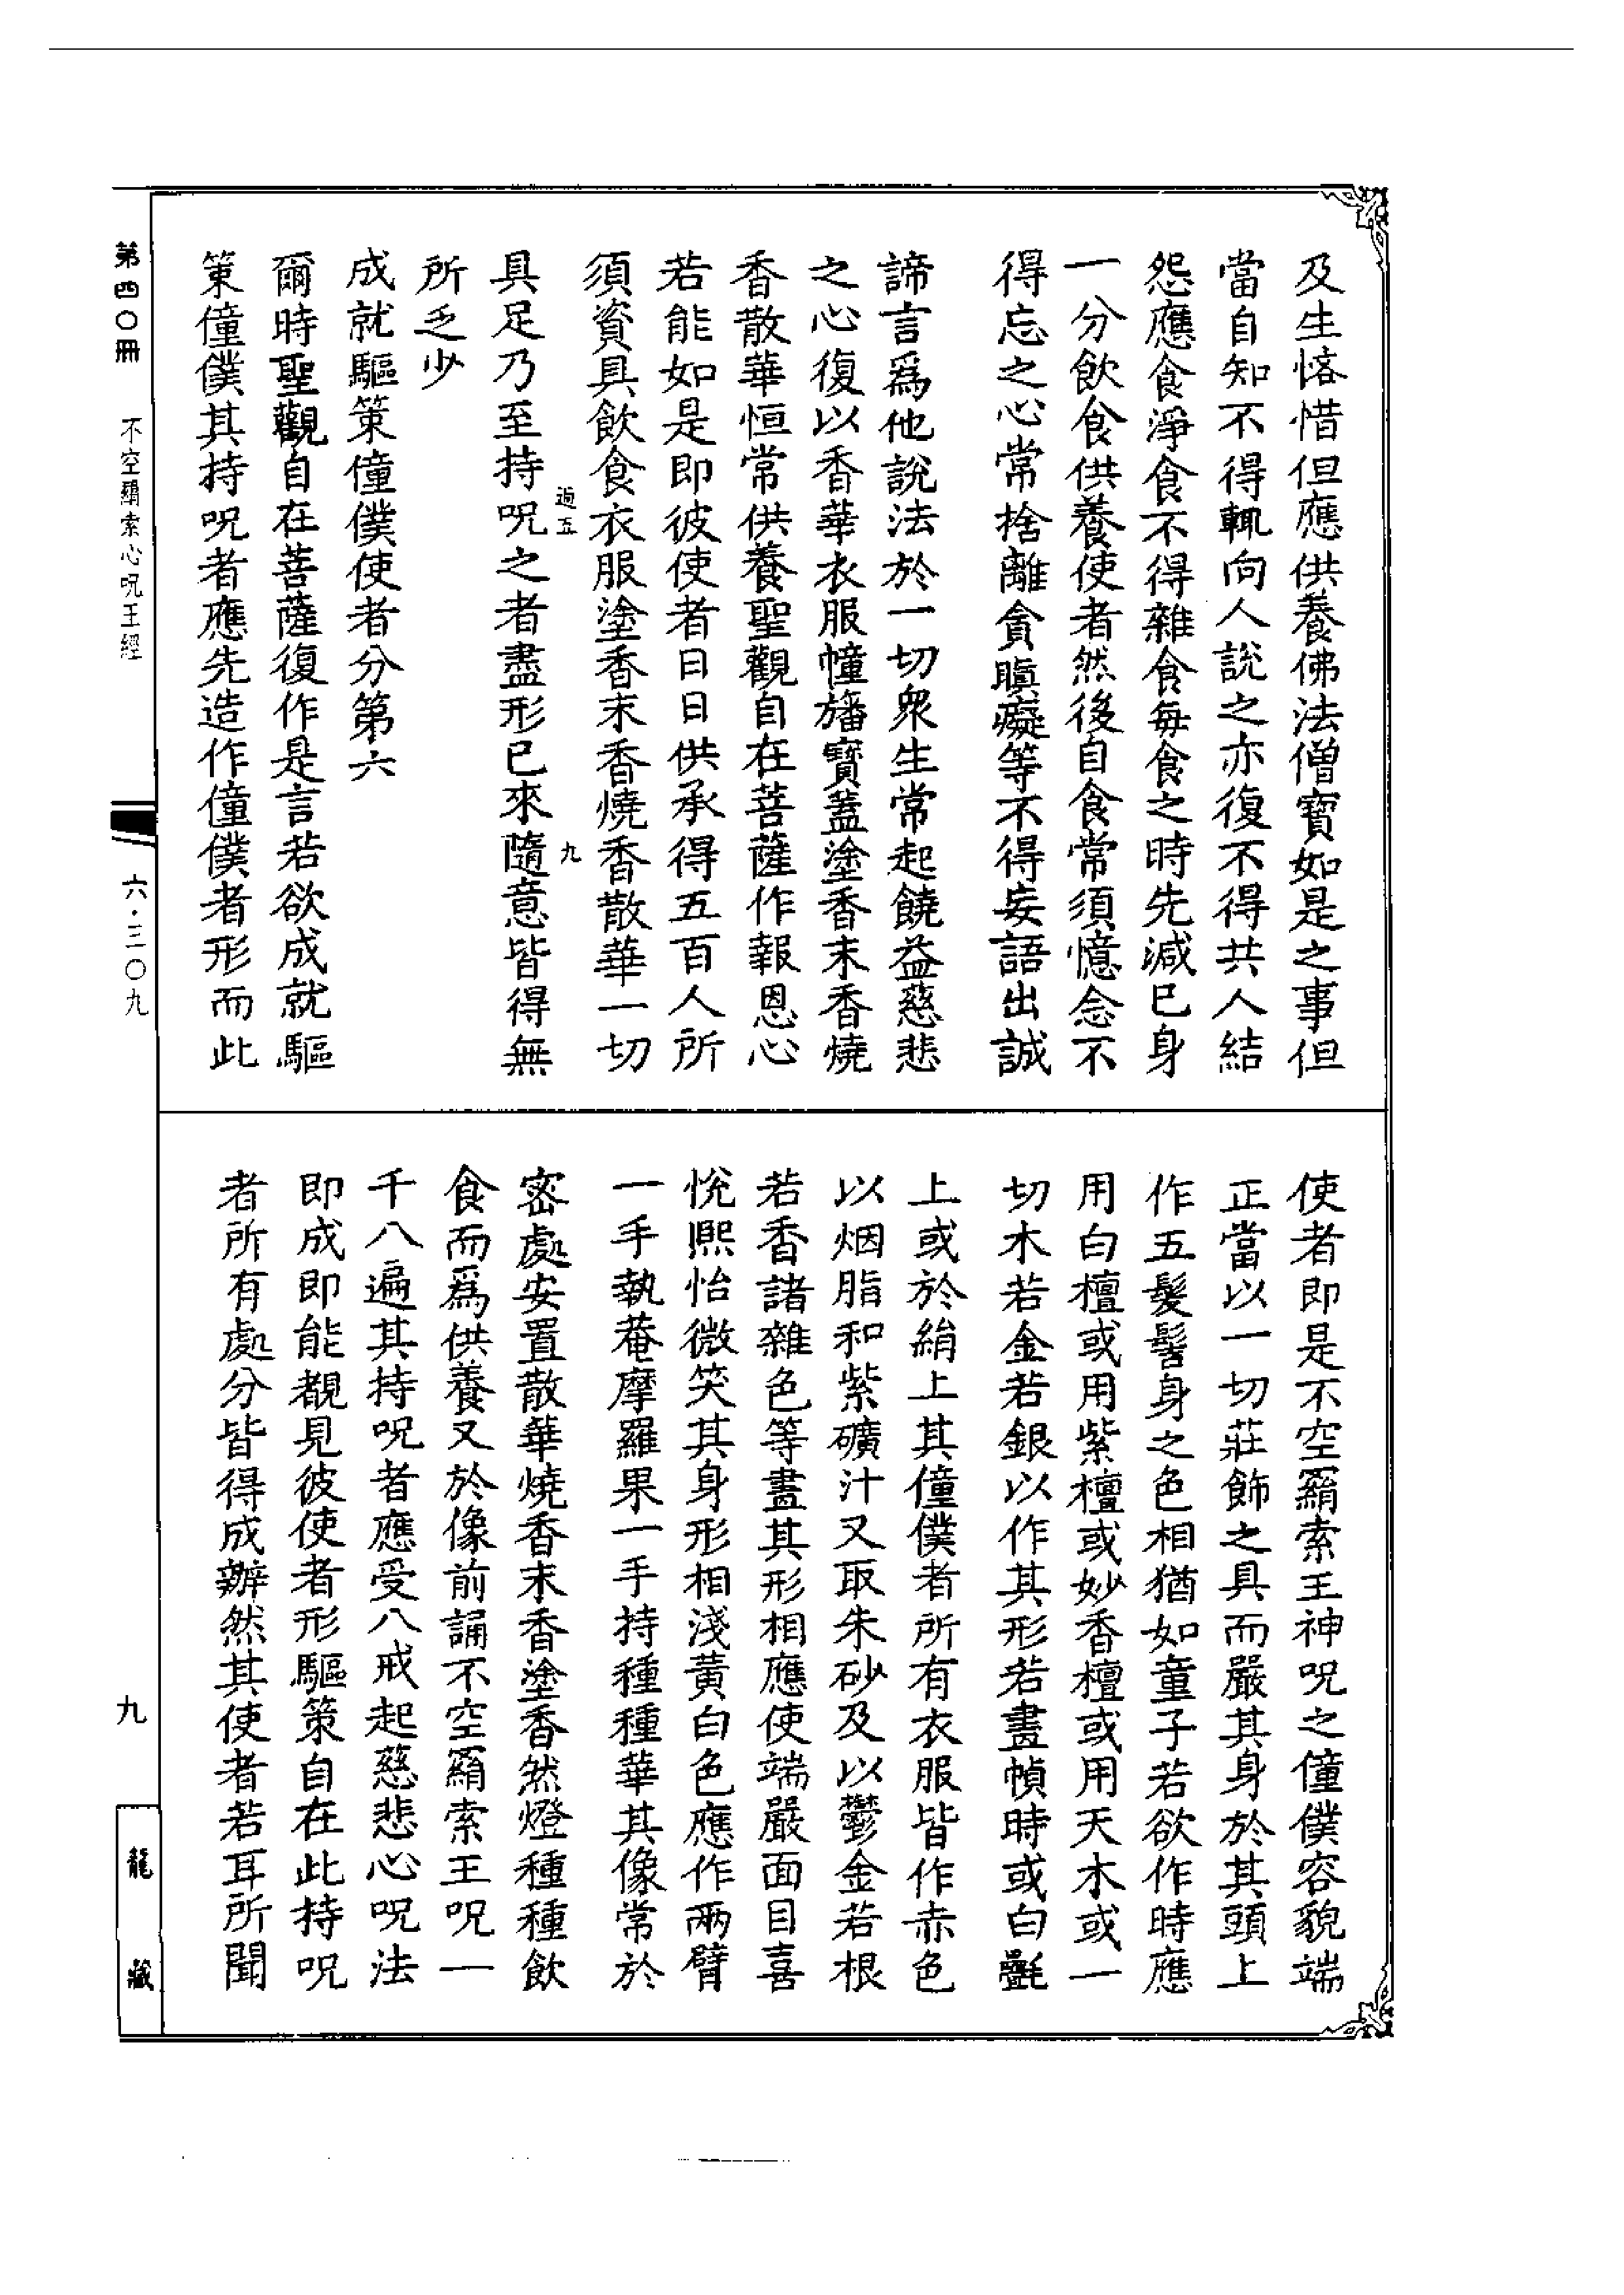 及生悋惜但應供養佛法僧寶如是之事但
當自知不得輒向人說之亦復不得共人結
怨應食淨食不得雜食每食之時先減已身
一分飲食供養使者然後自食常須憶念不
得忘之心常捨離貪瞋癡等不得妄語出誠
諦言爲他說法於一切衆生常起饒益慈悲
之心復以香華衣服幢旛寶蓋塗香末香燒
香散華恒常供養聖觀自在菩薩作報恩心
若能如是即彼使者日日供承得五百人所
須資具飲食衣服塗香末香燒香散華一切
過五 九
具足乃至持呪之者盡形已來隨意皆得無
所乏少
成就驅策僮僕使者分第六
爾時聖觀自在菩薩復作是言若欲成就驅
策僮僕其持呪者應先造作僮僕者形而此
使者即是不空羂索王神呪之僮僕容貌端
正當以一切莊飾之具而嚴其身於其頭上
作五髮髻身之色相猶如童子若欲作時應
用白檀或用紫檀或妙香檀或用天木或一
切木若金若銀以作其形若畫幀時或白㲲
上或於絹上其僮僕者所有衣服皆作赤色
以烟脂和紫礦汁又取朱砂及以鬱金若根
若香諸雜色等畫其形相應使端嚴面目喜
悅熙怡微笑其身形相淺黃白色應作兩臂
一手執菴摩羅果一手持種種華其像常於
密處安置散華燒香末香塗香然燈種種飲
食而爲供養又於像前誦不空羂索王呪一
千八遍其持呪者應受八戒起慈悲心呪法
即成即能覩見彼使者形驅策自在此持呪
者所有處分皆得成辦然其使者若耳所聞
第四〇冊 不空羂索心呪王經 六·三〇九
九
龍藏